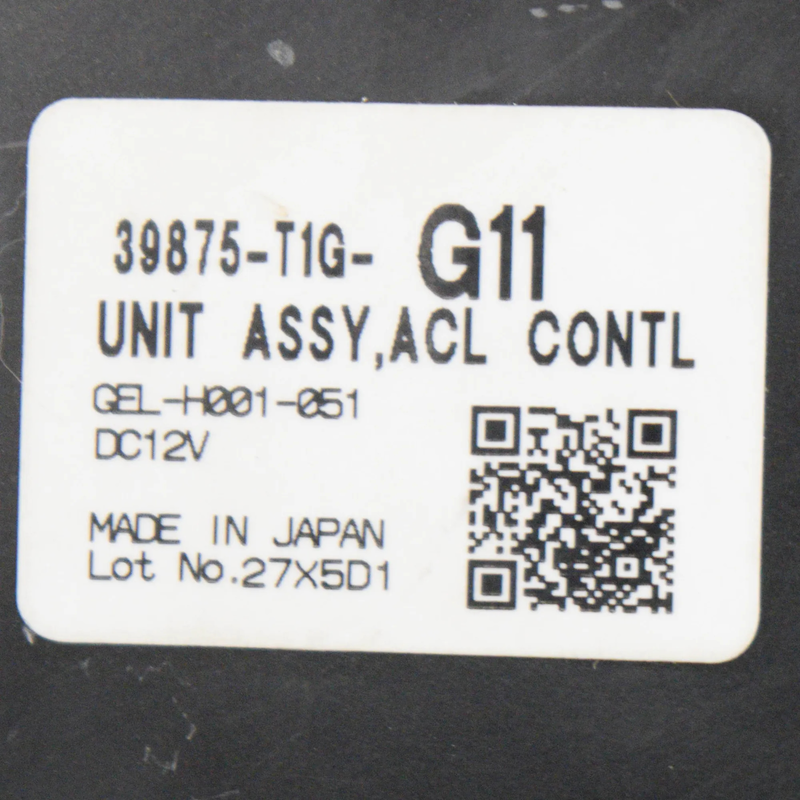 39875-T1G- G11
UNIT ASSY,ACL CONTL
GEL-H001-051
DC12V
MADE IN JAPAN
Lot No.27X5D1